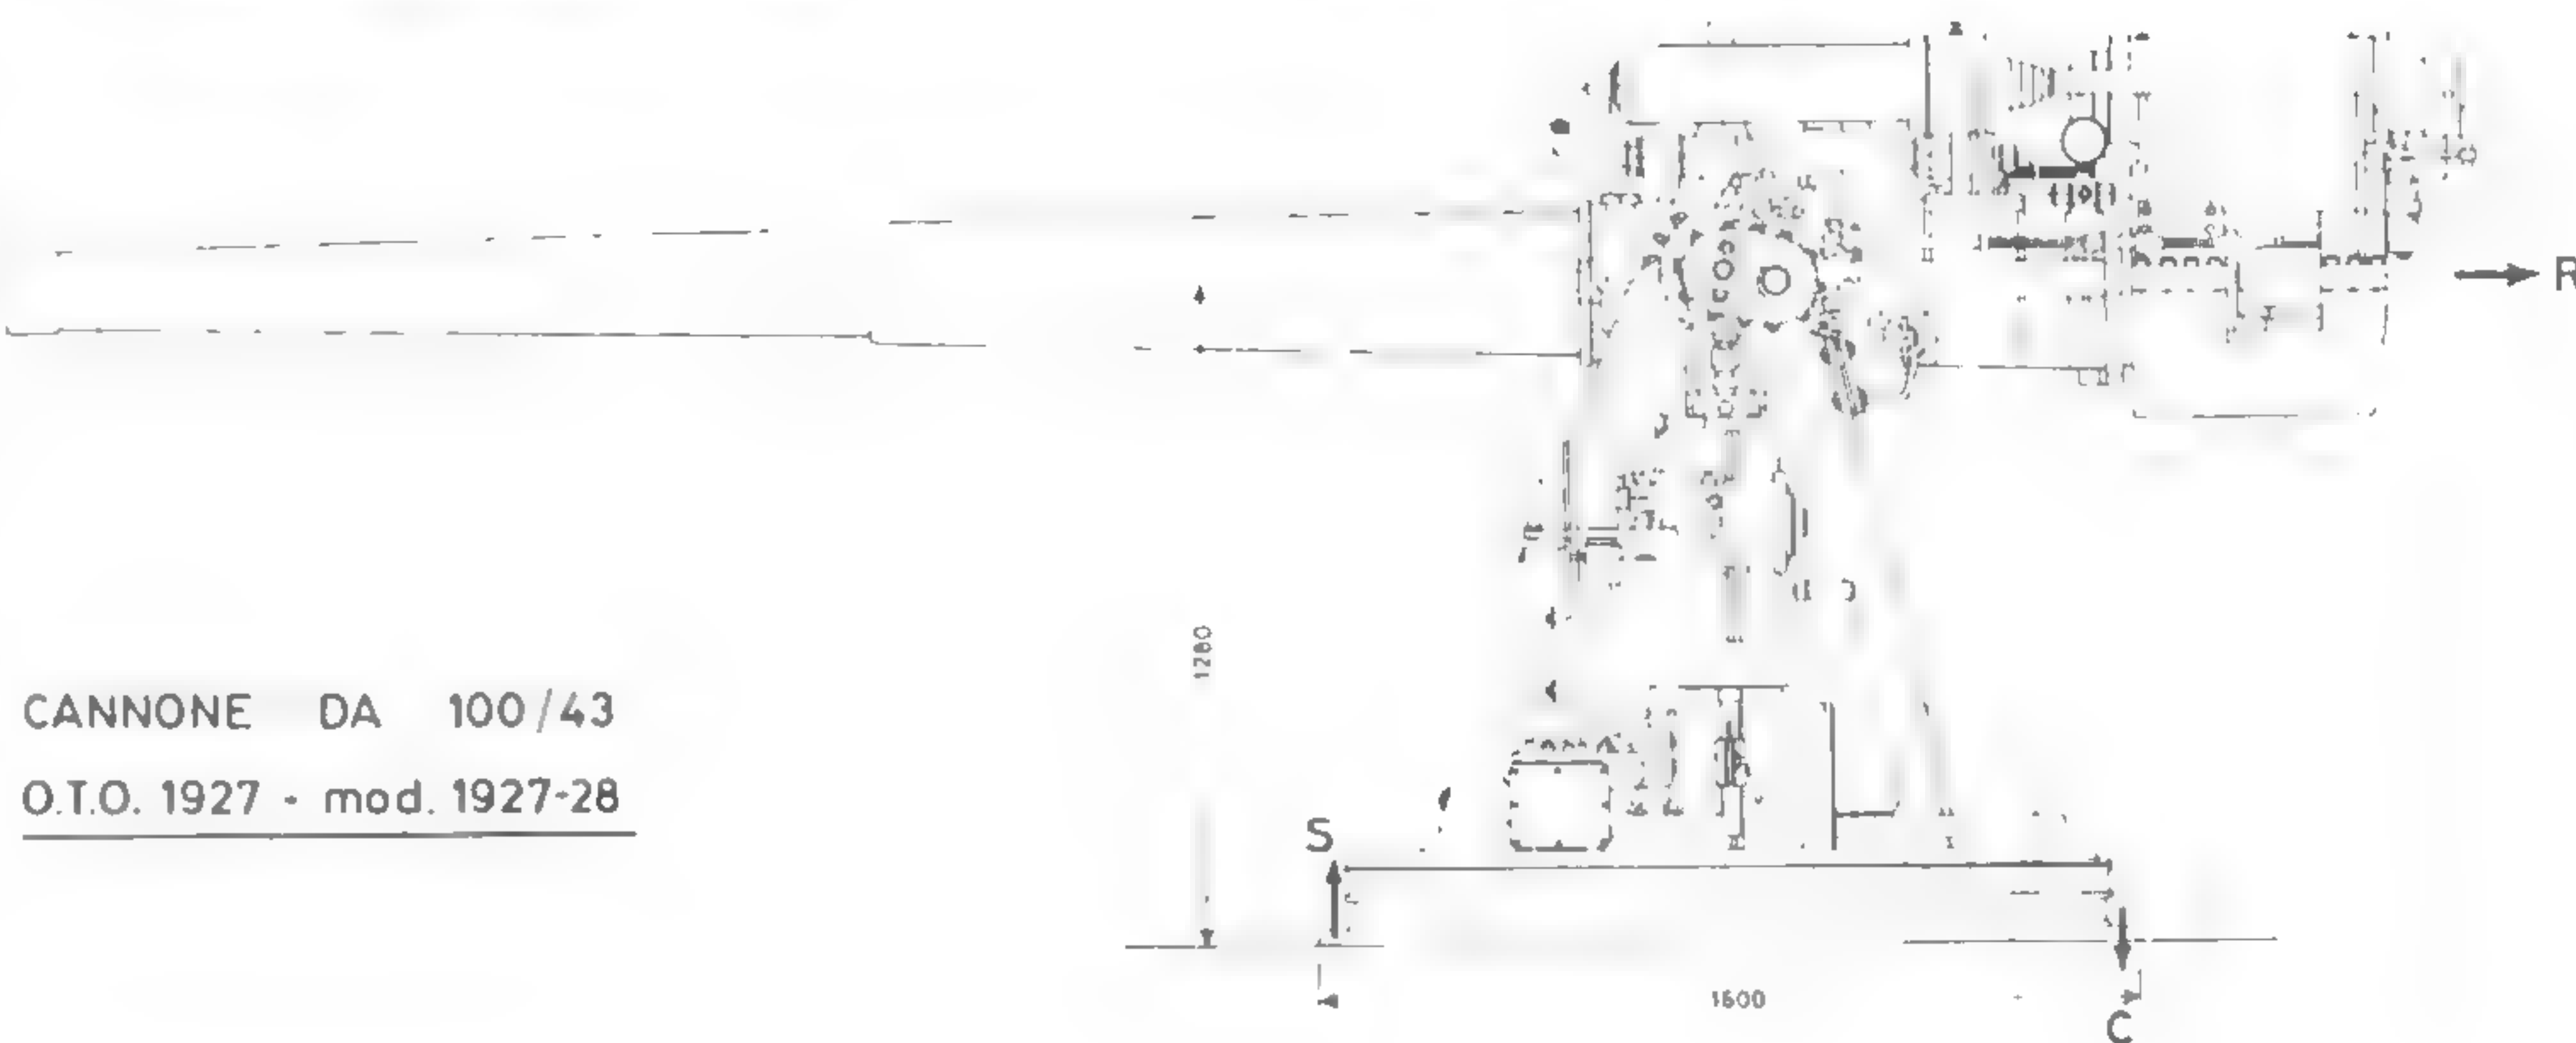 R
1280
CANNONE DA 100/43
O.T.O. 1927 - mod. 1927-28
S
1600
C